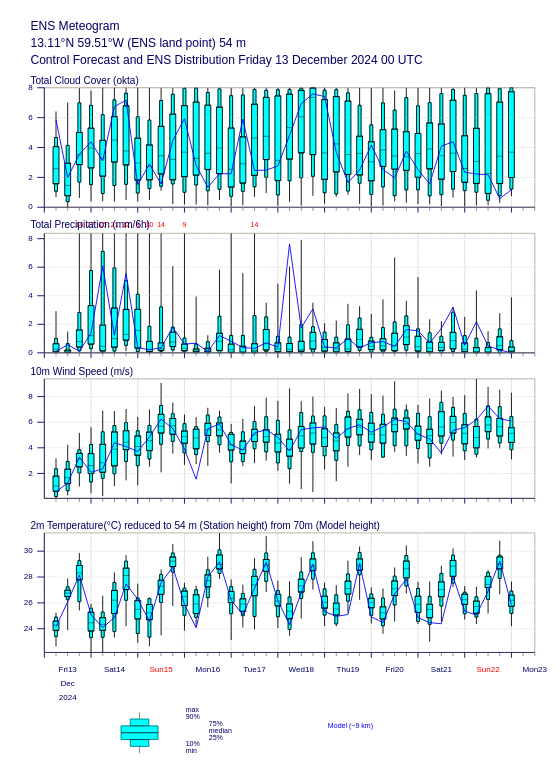 ENS Meteogram
13.11°N 59.51°W (ENS land point) 54 m
Control Forecast and ENS Distribution Friday 13 December 2024 00 UTC
Total Cloud Cover (okta)
8
6
4
2
0
Total Precipitation (mm/6h)
14 9 14
8
6
4
2
0
10m Wind Speed (m/s)
8
6
4
2
2m Temperature(°C) reduced to 54 m (Station height) from 70m (Model height)
30
28
26
24
Fri13 Sat14 Sun15 Mon16 Tue17 Wed18 Thu19 Fri20 Sat21 Sun22 Mon23
Dec
2024
max
90%
75%
median
25%
10%
min
Model (~9 km)